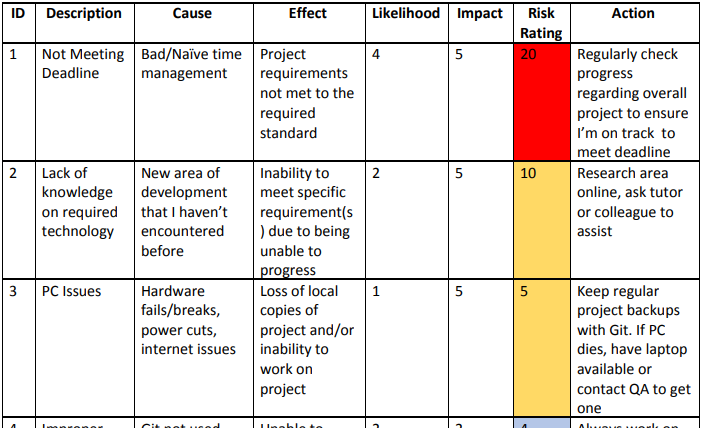 ID Description Cause Effect Likelihood Impact Risk Rating Action
1 Not Meeting Deadline Bad/Naïve time management Project requirements not met to the required standard 4 5 20 Regularly check progress regarding overall project to ensure I'm on track to meet deadline
2 Lack of knowledge on required technology New area of development that I haven't encountered before Inability to meet specific requirement(s) due to being unable to progress 2 5 10 Research area online, ask tutor or colleague to assist
3 PC Issues Hardware fails/breaks, power cuts, internet issues Loss of local copies of project and/or inability to work on project 1 5 5 Keep regular project backups with Git. If PC dies, have laptop available or contact QA to get one
4 Improper Git not used Unable to 2 2 4 Always work on